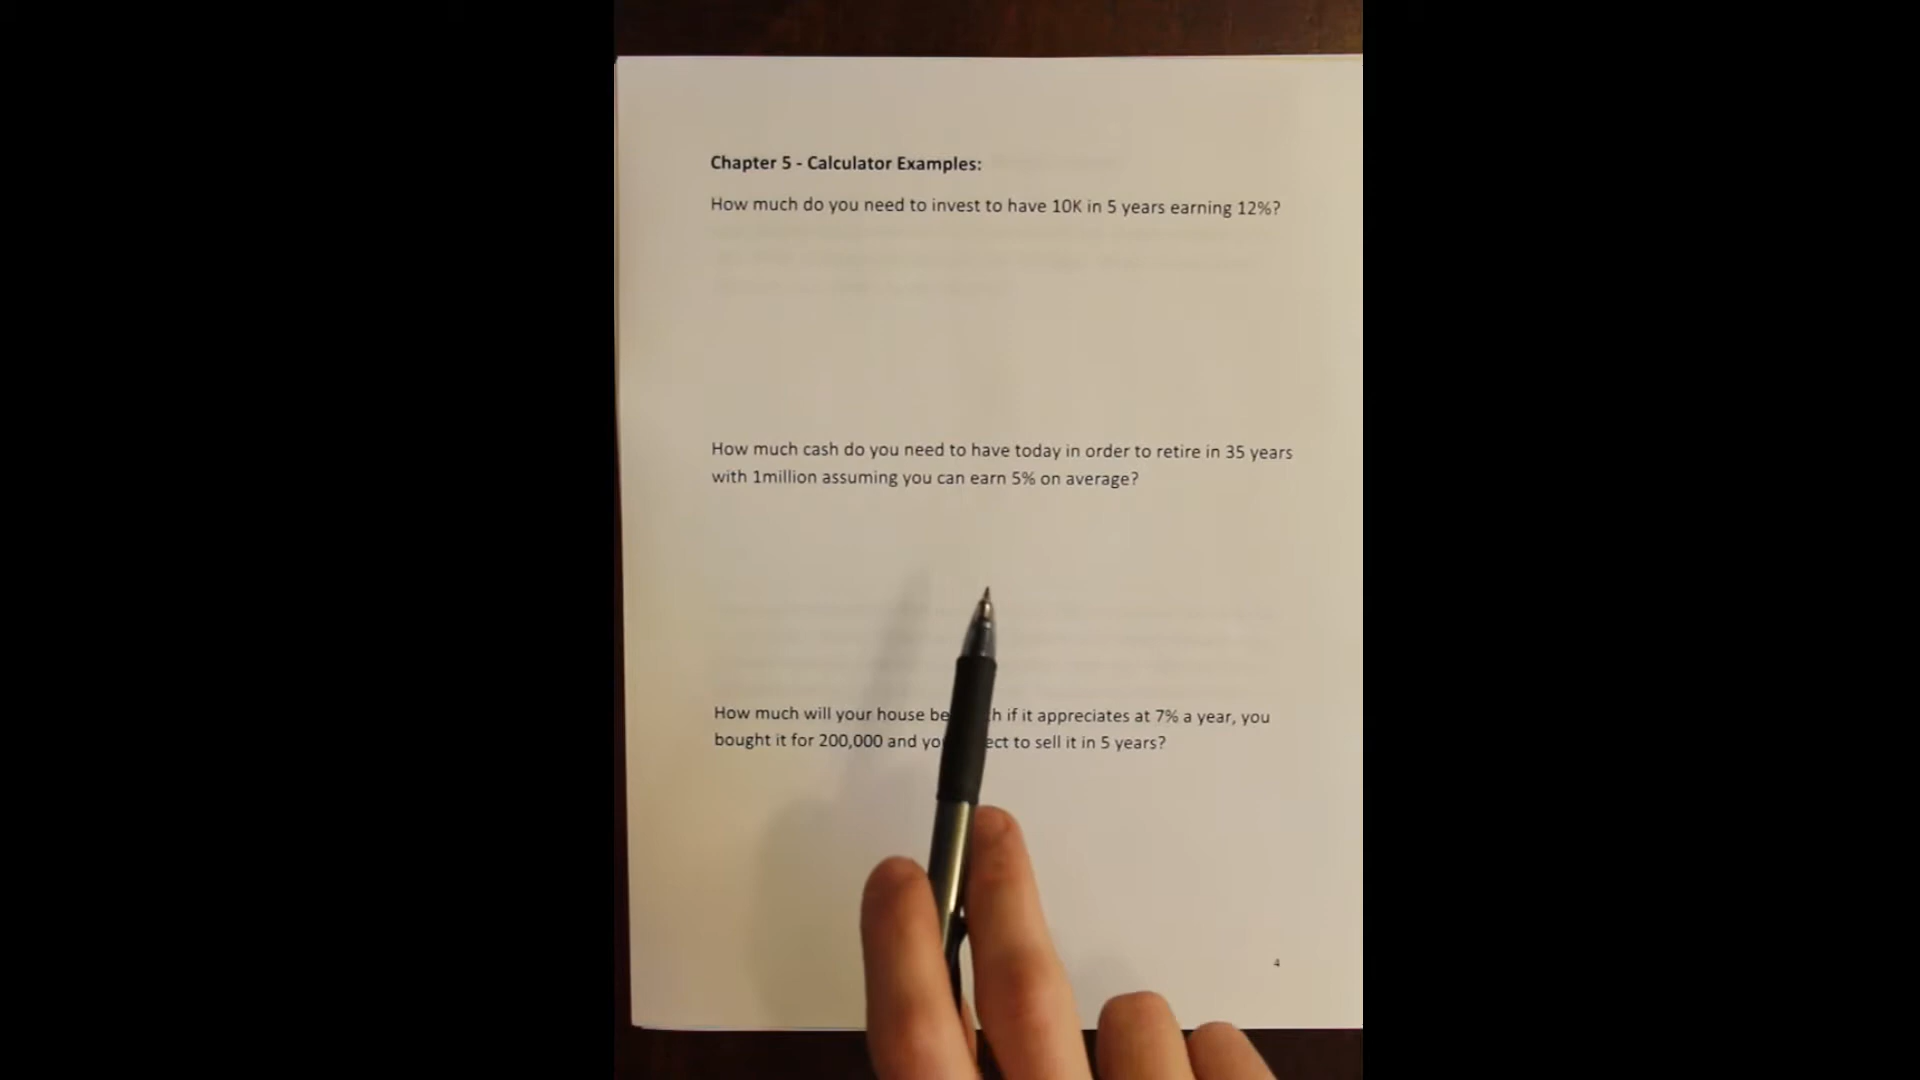 Chapter 5 - Calculator Examples:
How much do you need to invest to have 10K in 5 years earning 12%?
How much cash do you need to have today in order to retire in 35 years
with 1million assuming you can earn 5% on average?
How much will your house be if it appreciates at 7% a year, you
bought it for 200,000 and to sell it in 5 years?
4